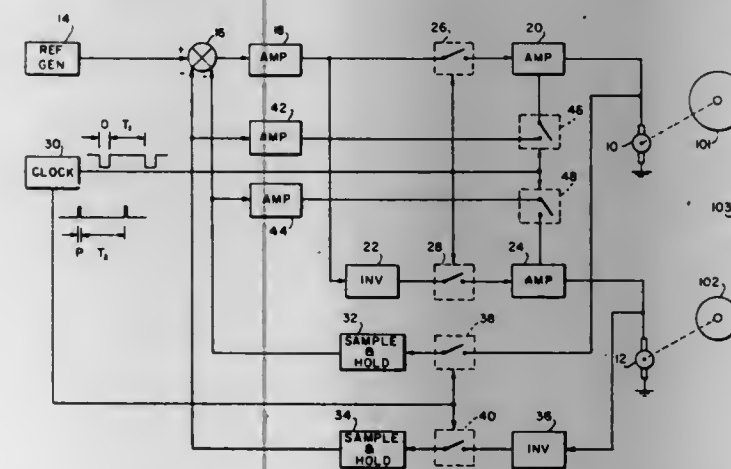 14
REF
GEN
+
-
-
16
18
AMP
26
20
AMP
42
AMP
46
10
101
30
CLOCK
D
T₁
P
T₂
44
AMP
48
103
22
INV
28
24
AMP
102
32
SAMPLE
&
HOLD
38
12
34
SAMPLE
&
HOLD
40
36
INV